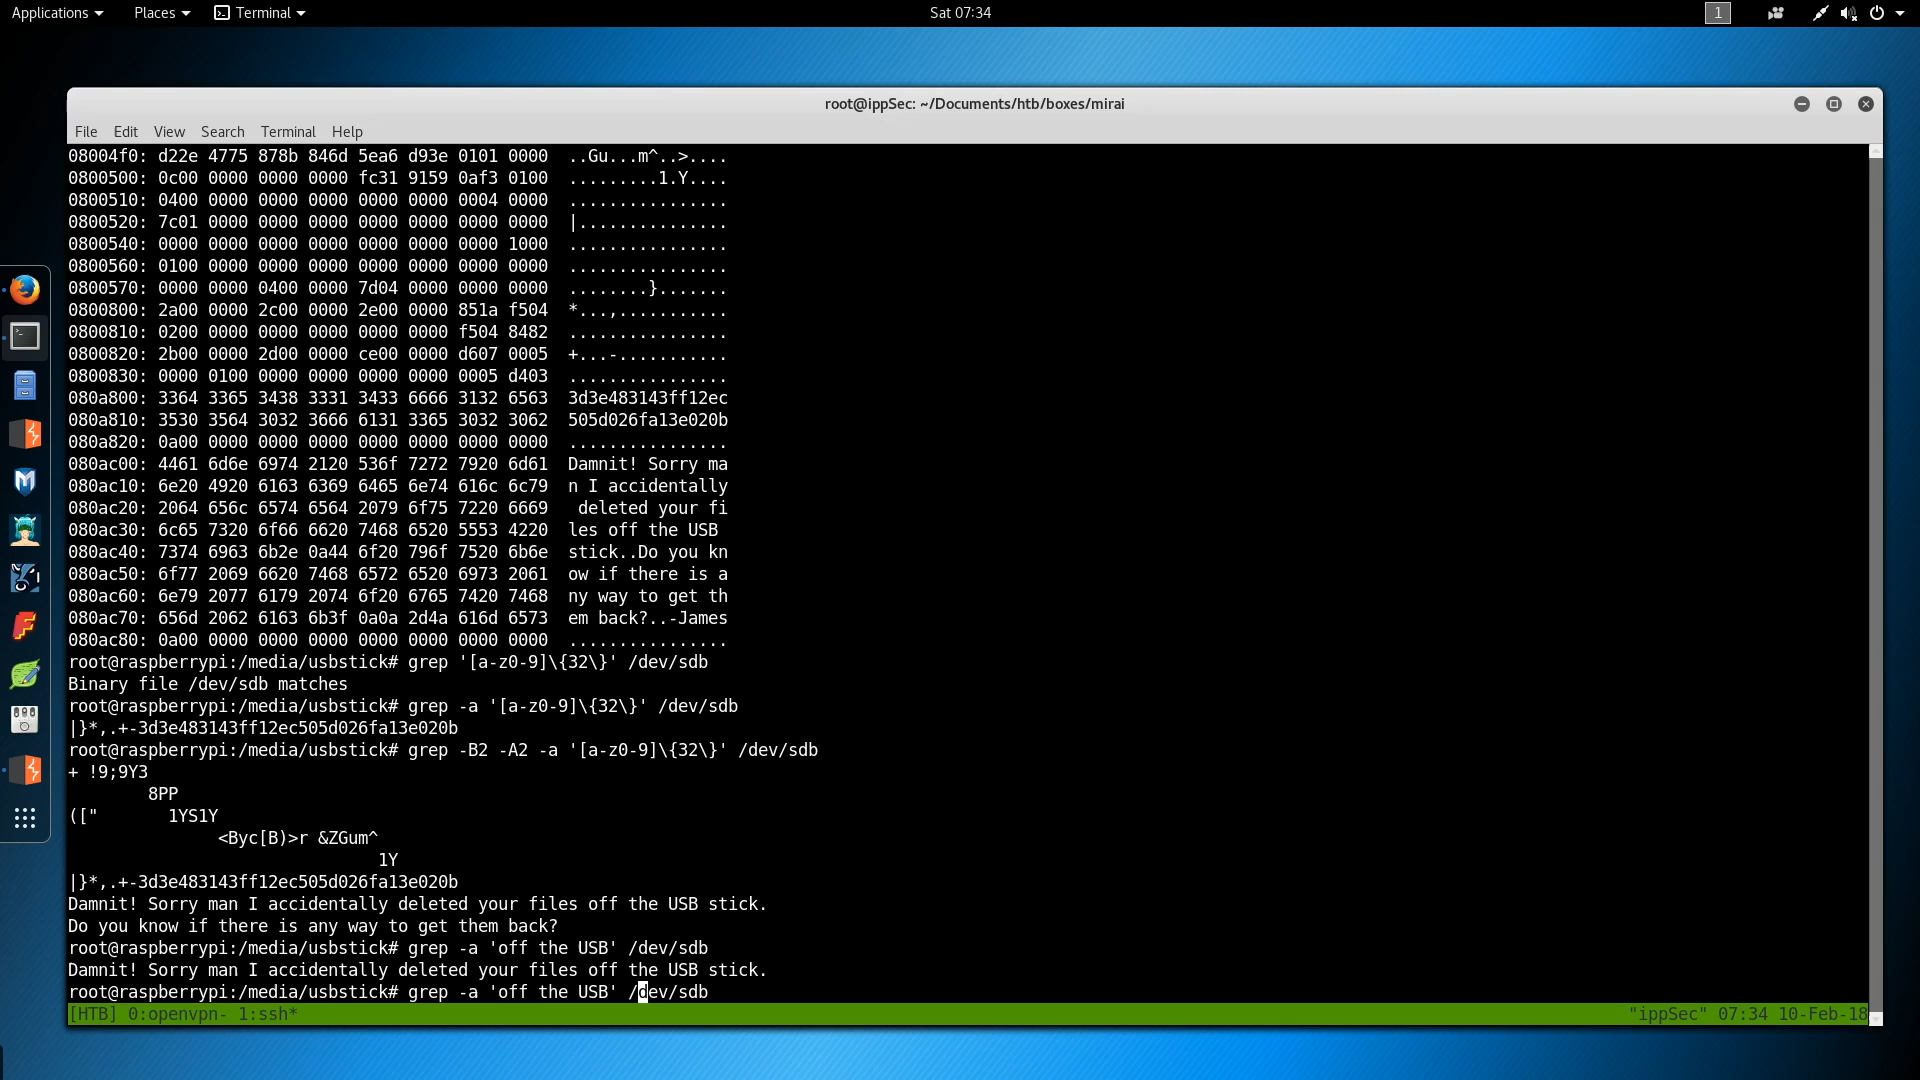 Applications Places Terminal Sat 07:34 1
root@ippSec: ~/Documents/htb/boxes/mirai
File Edit View Search Terminal Help
08004f0: d22e 4775 878b 846d 5ea6 d93e 0101 0000  ..Gu...m^..>....
0800500: 0c00 0000 0000 0000 fc31 9159 0af3 0100  .........1.Y....
0800510: 0400 0000 0000 0000 0000 0000 0004 0000  ................
0800520: 7c01 0000 0000 0000 0000 0000 0000 0000  |...............
0800540: 0000 0000 0000 0000 0000 0000 0000 1000  ................
0800560: 0100 0000 0000 0000 0000 0000 0000 0000  ................
0800570: 0000 0000 0400 0000 7d04 0000 0000 0000  ........}.......
0800800: 2a00 0000 2c00 0000 2e00 0000 851a f504  *...,...........
0800810: 0200 0000 0000 0000 0000 0000 f504 8482  ................
0800820: 2b00 0000 2d00 0000 ce00 0000 d607 0005  +...-...........
0800830: 0000 0100 0000 0000 0000 0000 0005 d403  ................
080a800: 3364 3365 3438 3331 3433 6666 3132 6563  3d3e483143ff12ec
080a810: 3530 3564 3032 3666 6131 3365 3032 3062  505d026fa13e020b
080a820: 0a00 0000 0000 0000 0000 0000 0000 0000  ................
080ac00: 4461 6d6e 6974 2120 536f 7272 7920 6d61  Damnit! Sorry ma
080ac10: 6e20 4920 6163 6369 6465 6e74 616c 6c79  n I accidentally
080ac20: 2064 656c 6574 6564 2079 6f75 7220 6669   deleted your fi
080ac30: 6c65 7320 6f66 6620 7468 6520 5553 4220  les off the USB
080ac40: 7374 6963 6b2e 0a44 6f20 796f 7520 6b6e  stick..Do you kn
080ac50: 6f77 2069 6620 7468 6572 6520 6973 2061  ow if there is a
080ac60: 6e79 2077 6179 2074 6f20 6765 7420 7468  ny way to get th
080ac70: 656d 2062 6163 6b3f 0a0a 2d4a 616d 6573  em back?..-James
080ac80: 0a00 0000 0000 0000 0000 0000 0000 0000  ................
root@raspberrypi:/media/usbstick# grep '[a-z0-9]\{32\}' /dev/sdb
Binary file /dev/sdb matches
root@raspberrypi:/media/usbstick# grep -a '[a-z0-9]\{32\}' /dev/sdb
|}*,.+-3d3e483143ff12ec505d026fa13e020b
root@raspberrypi:/media/usbstick# grep -B2 -A2 -a '[a-z0-9]\{32\}' /dev/sdb
+ !9;9Y3
8PP
(["       1YS1Y
<Byc[B)>r &ZGum^
1Y
|}*,.+-3d3e483143ff12ec505d026fa13e020b
Damnit! Sorry man I accidentally deleted your files off the USB stick.
Do you know if there is any way to get them back?
root@raspberrypi:/media/usbstick# grep -a 'off the USB' /dev/sdb
Damnit! Sorry man I accidentally deleted your files off the USB stick.
root@raspberrypi:/media/usbstick# grep -a 'off the USB' /dev/sdb
[HTB] 0:openvpn- 1:ssh* "ippSec" 07:34 10-Feb-18